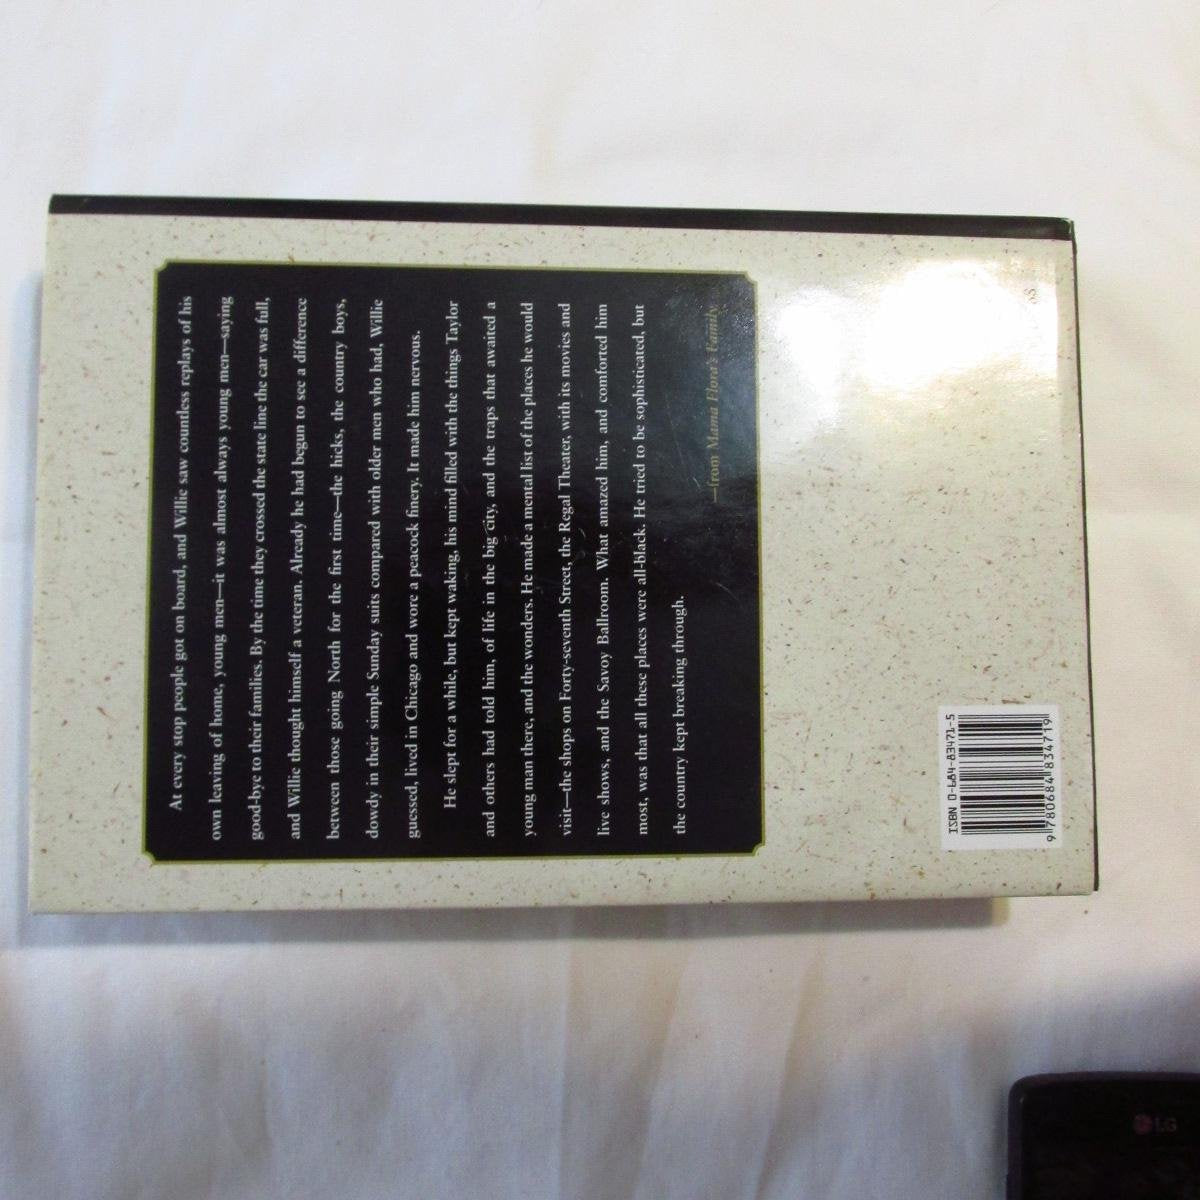 At every stop people got on board, and Willie saw countless replays of his
own leaving of home, young men—it was almost always young men—saying
good-bye to their families. By the time they crossed the state line the car was full,
and Willie thought himself a veteran. Already he had begun to see a difference
between those going North for the first time—the hicks, the country boys,
dowdy in their simple Sunday suits compared with older men who had, Willie
guessed, lived in Chicago and wore a peacock finery. It made him nervous.
He slept for a while, but kept waking, his mind filled with the things Taylor
and others had told him, of life in the big city, and the traps that awaited a
young man there, and the wonders. He made a mental list of the places he would
visit—the shops on Forty-seventh Street, the Regal Theater, with its movies and
live shows, and the Savoy Ballroom. What amazed him, and comforted him
most, was that all these places were all-black. He tried to be sophisticated, but
the country kept breaking through.
—from Mama Flora's Family
ISBN 0-684-83471-5
9 780684 834719
LG